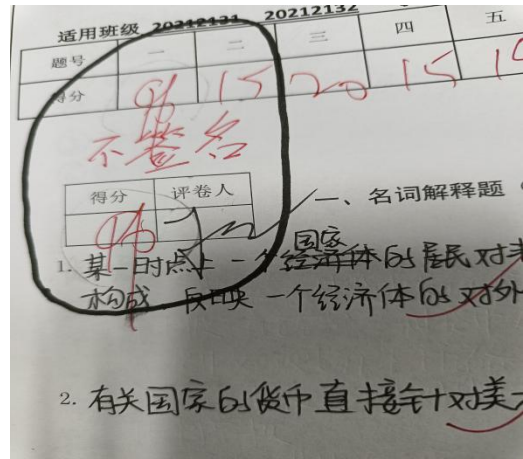 适用班级 20212131 20212132
题号 一 二 三 四 五
得分 15 20 15
不签名
得分 评卷人
一、名词解释题
1. 某一时点上一个国家经济体的居民对
构成，反映一个经济体的对外
2. 有关国家的货币直接针对美